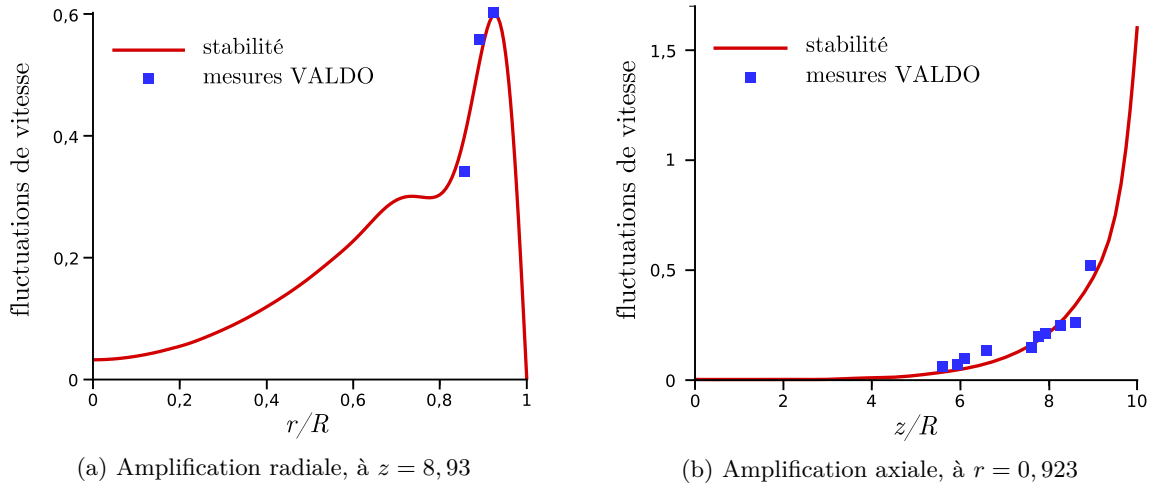 fluctuations de vitesse
0,6
0,4
0,2
0
stabilité
mesures VALDO
0 0,2 0,4 0,6 0,8 1
r/R
(a) Amplification radiale, à z = 8, 93
fluctuations de vitesse
1,5
1
0,5
0
stabilité
mesures VALDO
0 2 4 6 8 10
z/R
(b) Amplification axiale, à r = 0, 923